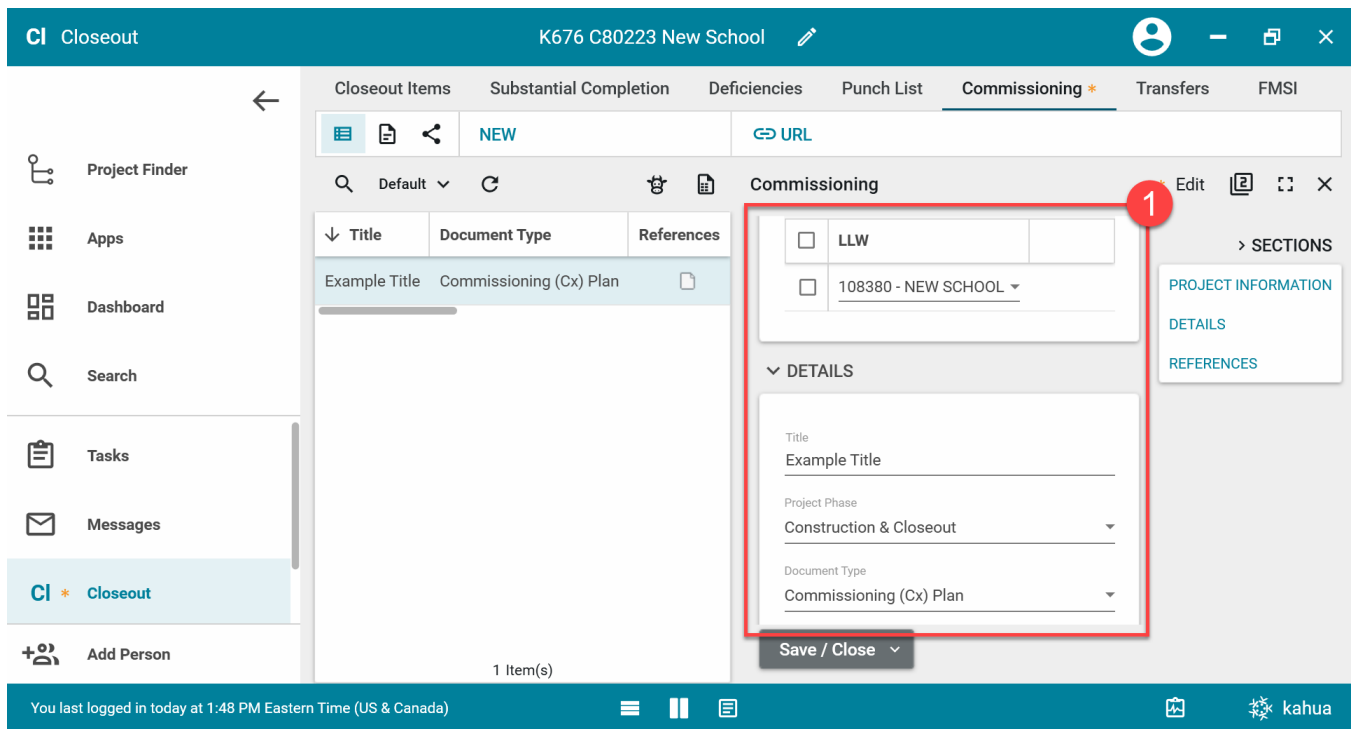 Cl Closeout
K676 C80223 New School
Closeout Items Substantial Completion Deficiencies Punch List Commissioning * Transfers FMSI
NEW
URL
Project Finder
Apps
Dashboard
Search
Tasks
Messages
Cl * Closeout
Add Person
Default
Title Document Type References
Example Title Commissioning (Cx) Plan
1 Item(s)
Commissioning
* Edit
2
1
LLW
108380 - NEW SCHOOL
DETAILS
Title
Example Title
Project Phase
Construction & Closeout
Document Type
Commissioning (Cx) Plan
Save / Close
> SECTIONS
PROJECT INFORMATION
DETAILS
REFERENCES
You last logged in today at 1:48 PM Eastern Time (US & Canada)
kahua